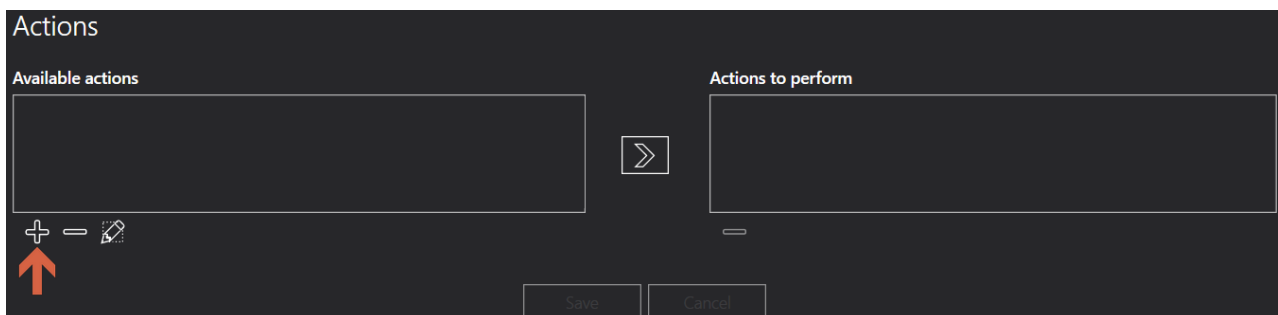 Actions
Available actions
Actions to perform
Save
Cancel